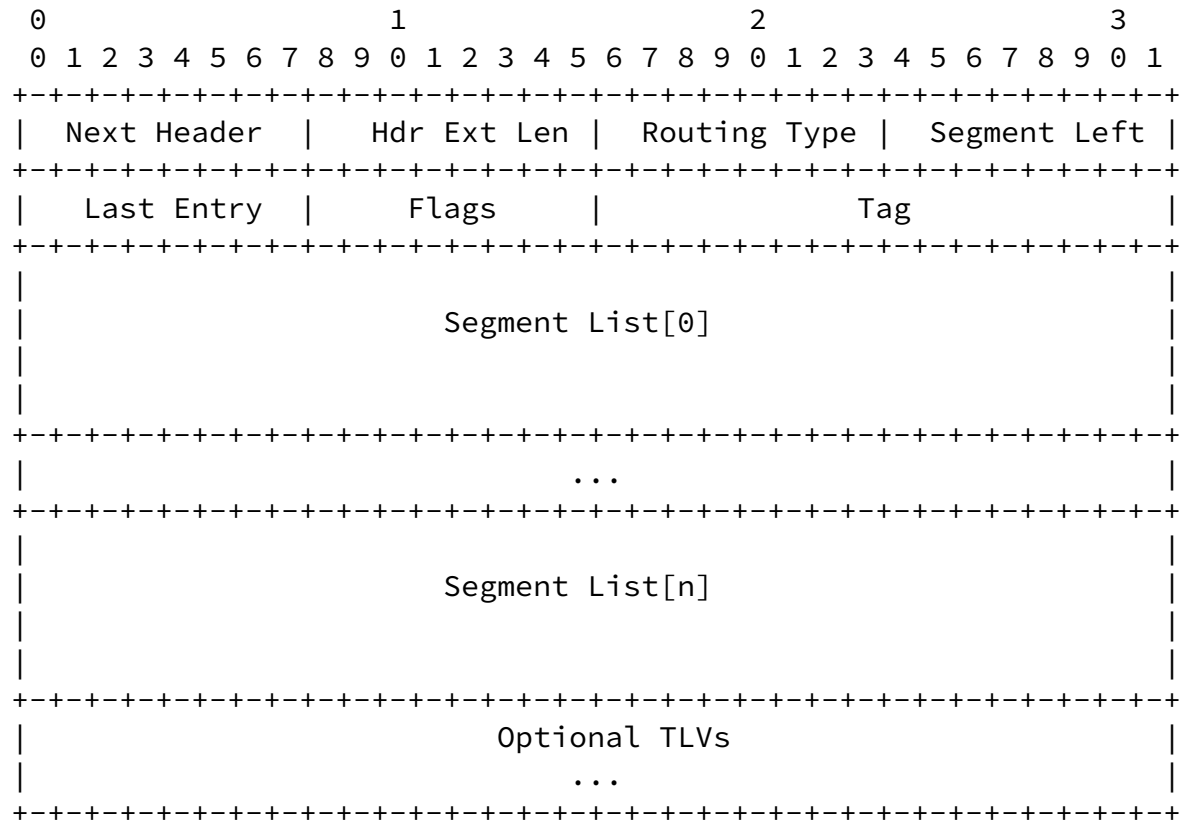 0                   1                   2                   3
 0 1 2 3 4 5 6 7 8 9 0 1 2 3 4 5 6 7 8 9 0 1 2 3 4 5 6 7 8 9 0 1
+-+-+-+-+-+-+-+-+-+-+-+-+-+-+-+-+-+-+-+-+-+-+-+-+-+-+-+-+-+-+-+-+
|  Next Header  |   Hdr Ext Len |  Routing Type |  Segment Left |
+-+-+-+-+-+-+-+-+-+-+-+-+-+-+-+-+-+-+-+-+-+-+-+-+-+-+-+-+-+-+-+-+
|   Last Entry  |     Flags     |              Tag              |
+-+-+-+-+-+-+-+-+-+-+-+-+-+-+-+-+-+-+-+-+-+-+-+-+-+-+-+-+-+-+-+-+
|                                                               |
|                       Segment List[0]                         |
|                                                               |
|                                                               |
+-+-+-+-+-+-+-+-+-+-+-+-+-+-+-+-+-+-+-+-+-+-+-+-+-+-+-+-+-+-+-+-+
|                              ...                              |
+-+-+-+-+-+-+-+-+-+-+-+-+-+-+-+-+-+-+-+-+-+-+-+-+-+-+-+-+-+-+-+-+
|                                                               |
|                       Segment List[n]                         |
|                                                               |
|                                                               |
+-+-+-+-+-+-+-+-+-+-+-+-+-+-+-+-+-+-+-+-+-+-+-+-+-+-+-+-+-+-+-+-+
|                          Optional TLVs                        |
|                              ...                              |
+-+-+-+-+-+-+-+-+-+-+-+-+-+-+-+-+-+-+-+-+-+-+-+-+-+-+-+-+-+-+-+-+